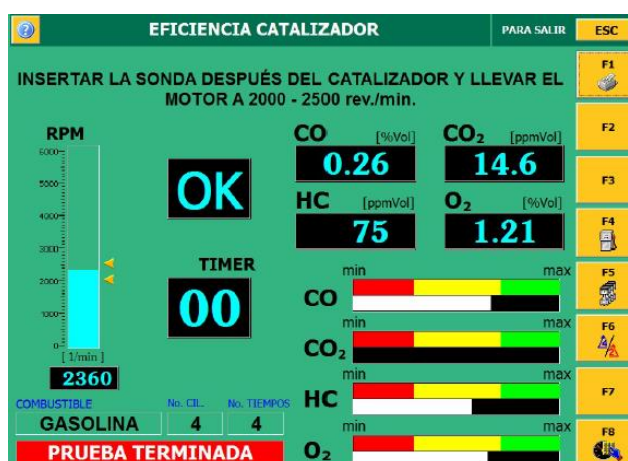 EFICIENCIA CATALIZADOR
PARA SALIR
ESC
INSERTAR LA SONDA DESPUÉS DEL CATALIZADOR Y LLEVAR EL
MOTOR A 2000 - 2500 rev./min.
F1
F2
F3
F4
F5
F6
F7
F8
RPM
6000
5000
4000
3000
2000
1000
0
[ 1/min ]
2360
OK
TIMER
00
CO [%Vol]
0.26
CO₂ [ppmVol]
14.6
HC [ppmVol]
75
O₂ [%Vol]
1.21
min max
CO
min max
CO₂
min max
HC
min max
O₂
COMBUSTIBLE No. CIL. No. TIEMPOS
GASOLINA 4 4
PRUEBA TERMINADA